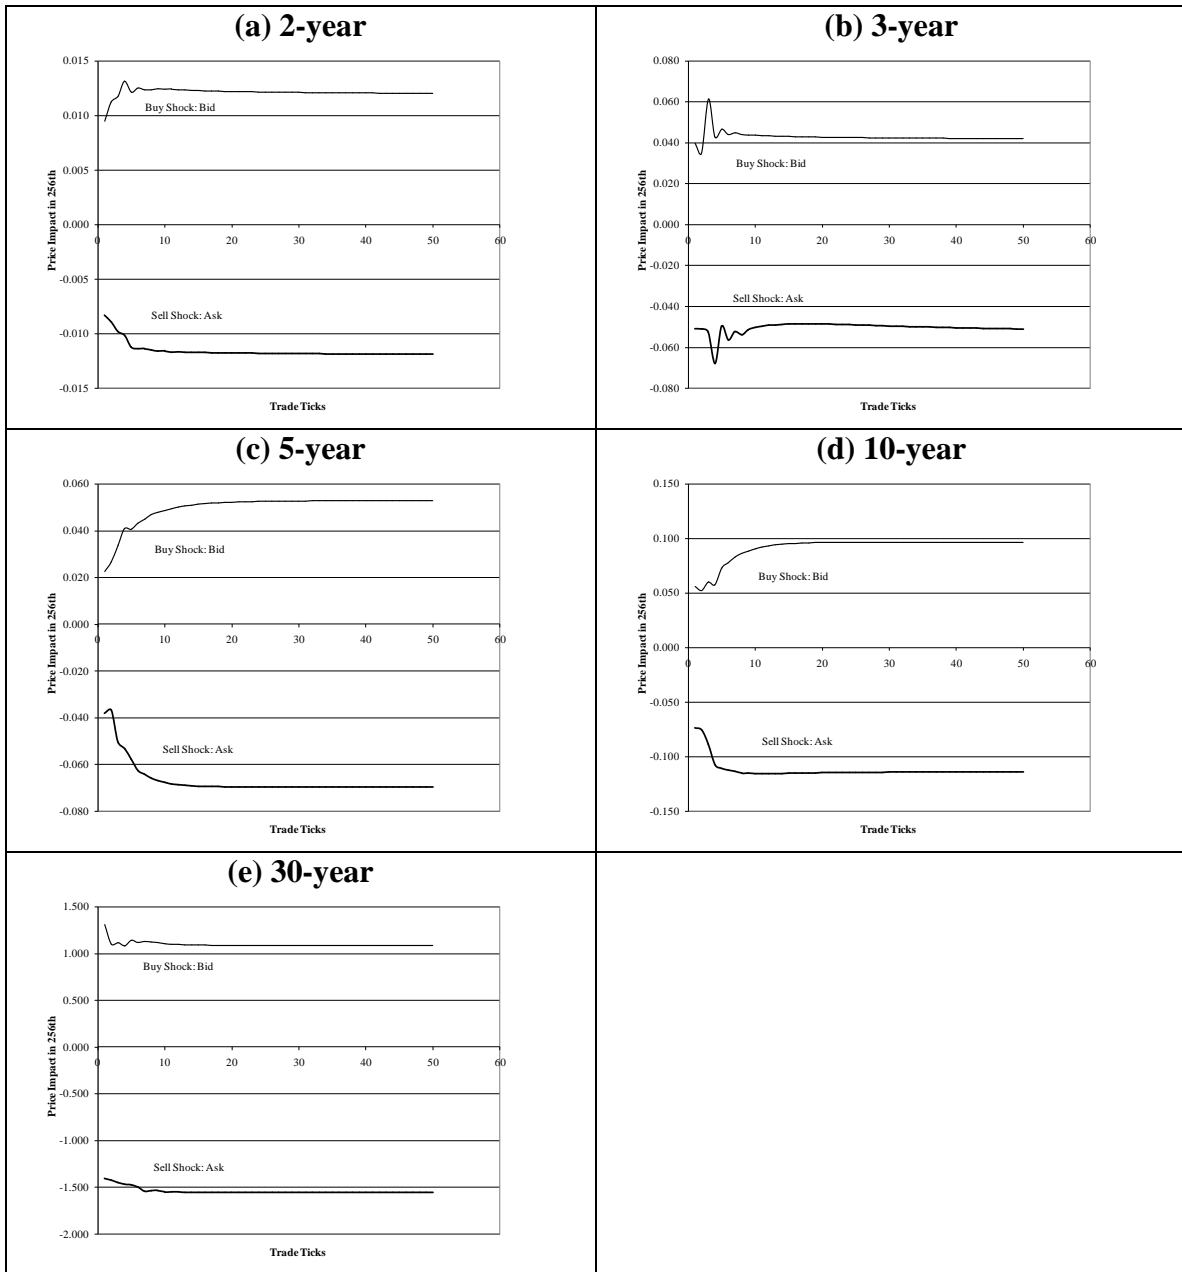 (a) 2-year
0.015
0.010
0.005
0.000
-0.005
-0.010
-0.015
0 10 20 30 40 50 60
Price Impact in 256th
Trade Ticks
Buy Shock: Bid
Sell Shock: Ask
(b) 3-year
0.080
0.060
0.040
0.020
0.000
-0.020
-0.040
-0.060
-0.080
0 10 20 30 40 50 60
Price Impact in 256th
Trade Ticks
Buy Shock: Bid
Sell Shock: Ask
(c) 5-year
0.060
0.040
0.020
0.000
-0.020
-0.040
-0.060
-0.080
0 10 20 30 40 50 60
Price Impact in 256th
Trade Ticks
Buy Shock: Bid
Sell Shock: Ask
(d) 10-year
0.150
0.100
0.050
0.000
-0.050
-0.100
-0.150
0 10 20 30 40 50 60
Price Impact in 256th
Trade Ticks
Buy Shock: Bid
Sell Shock: Ask
(e) 30-year
1.500
1.000
0.500
0.000
-0.500
-1.000
-1.500
-2.000
0 10 20 30 40 50 60
Price Impact in 256th
Trade Ticks
Buy Shock: Bid
Sell Shock: Ask